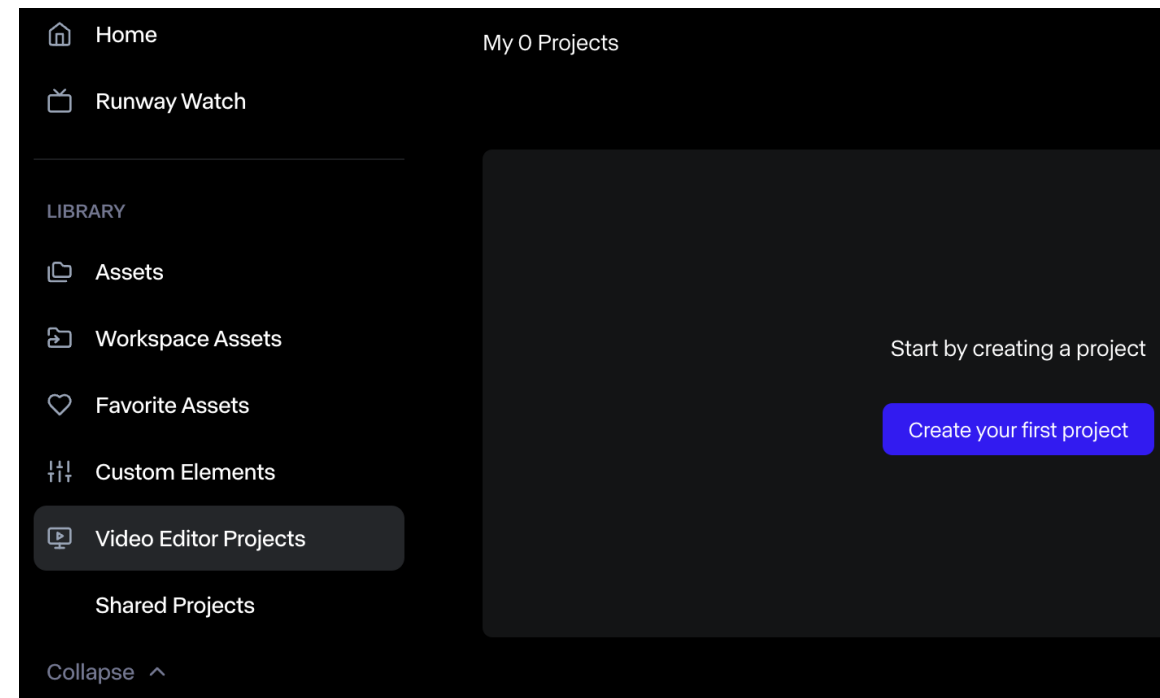 Home
Runway Watch
LIBRARY
Assets
Workspace Assets
Favorite Assets
Custom Elements
Video Editor Projects
Shared Projects
Collapse
My 0 Projects
Start by creating a project
Create your first project